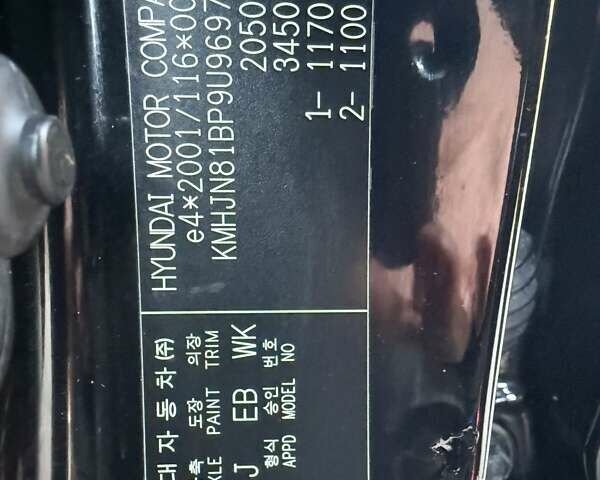 HYUNDAI MOTOR COMPA
e4*2001/116*00
KMHJN81BP9U9697
2050
3450
1- 1170
2- 1100
대 자 동 차 (주)
축 도장 의장
KLE PAINT TRIM
J EB WK
형식 승인 번호
APPD MODEL NO